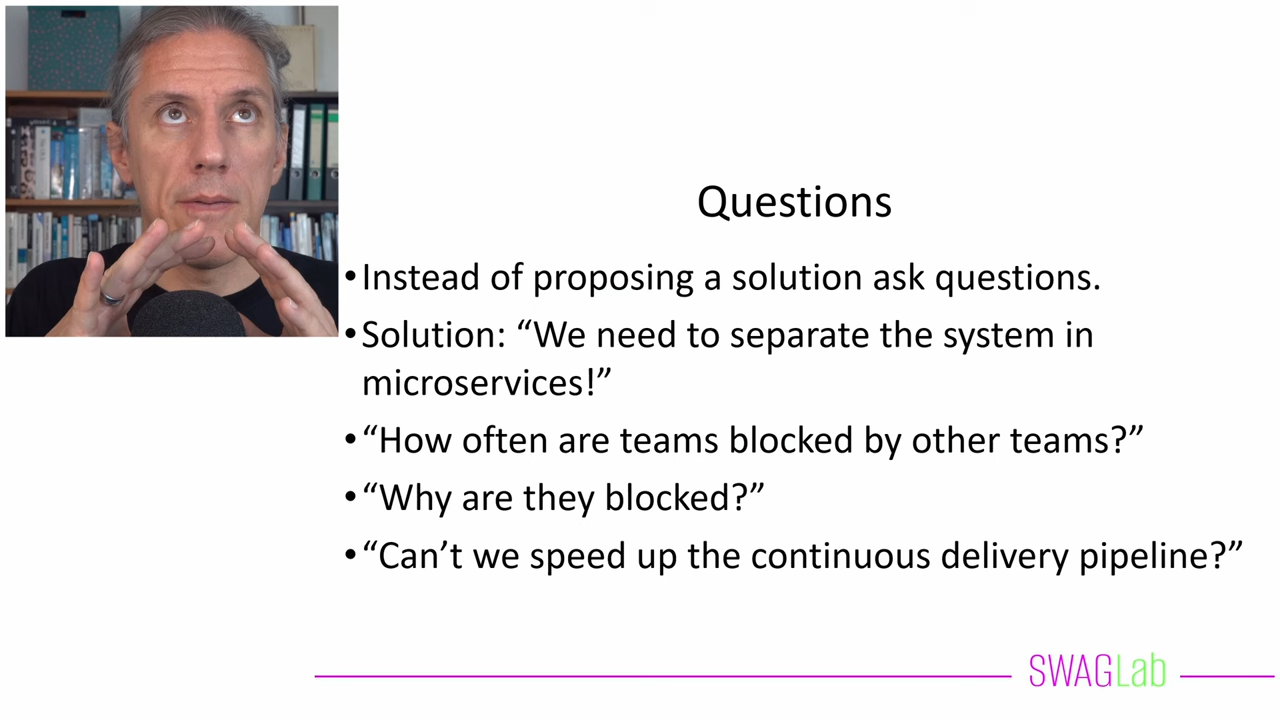 Questions
•Instead of proposing a solution ask questions.
•Solution: “We need to separate the system in
microservices!”
•“How often are teams blocked by other teams?”
•“Why are they blocked?”
•“Can’t we speed up the continuous delivery pipeline?”
SWAGLab